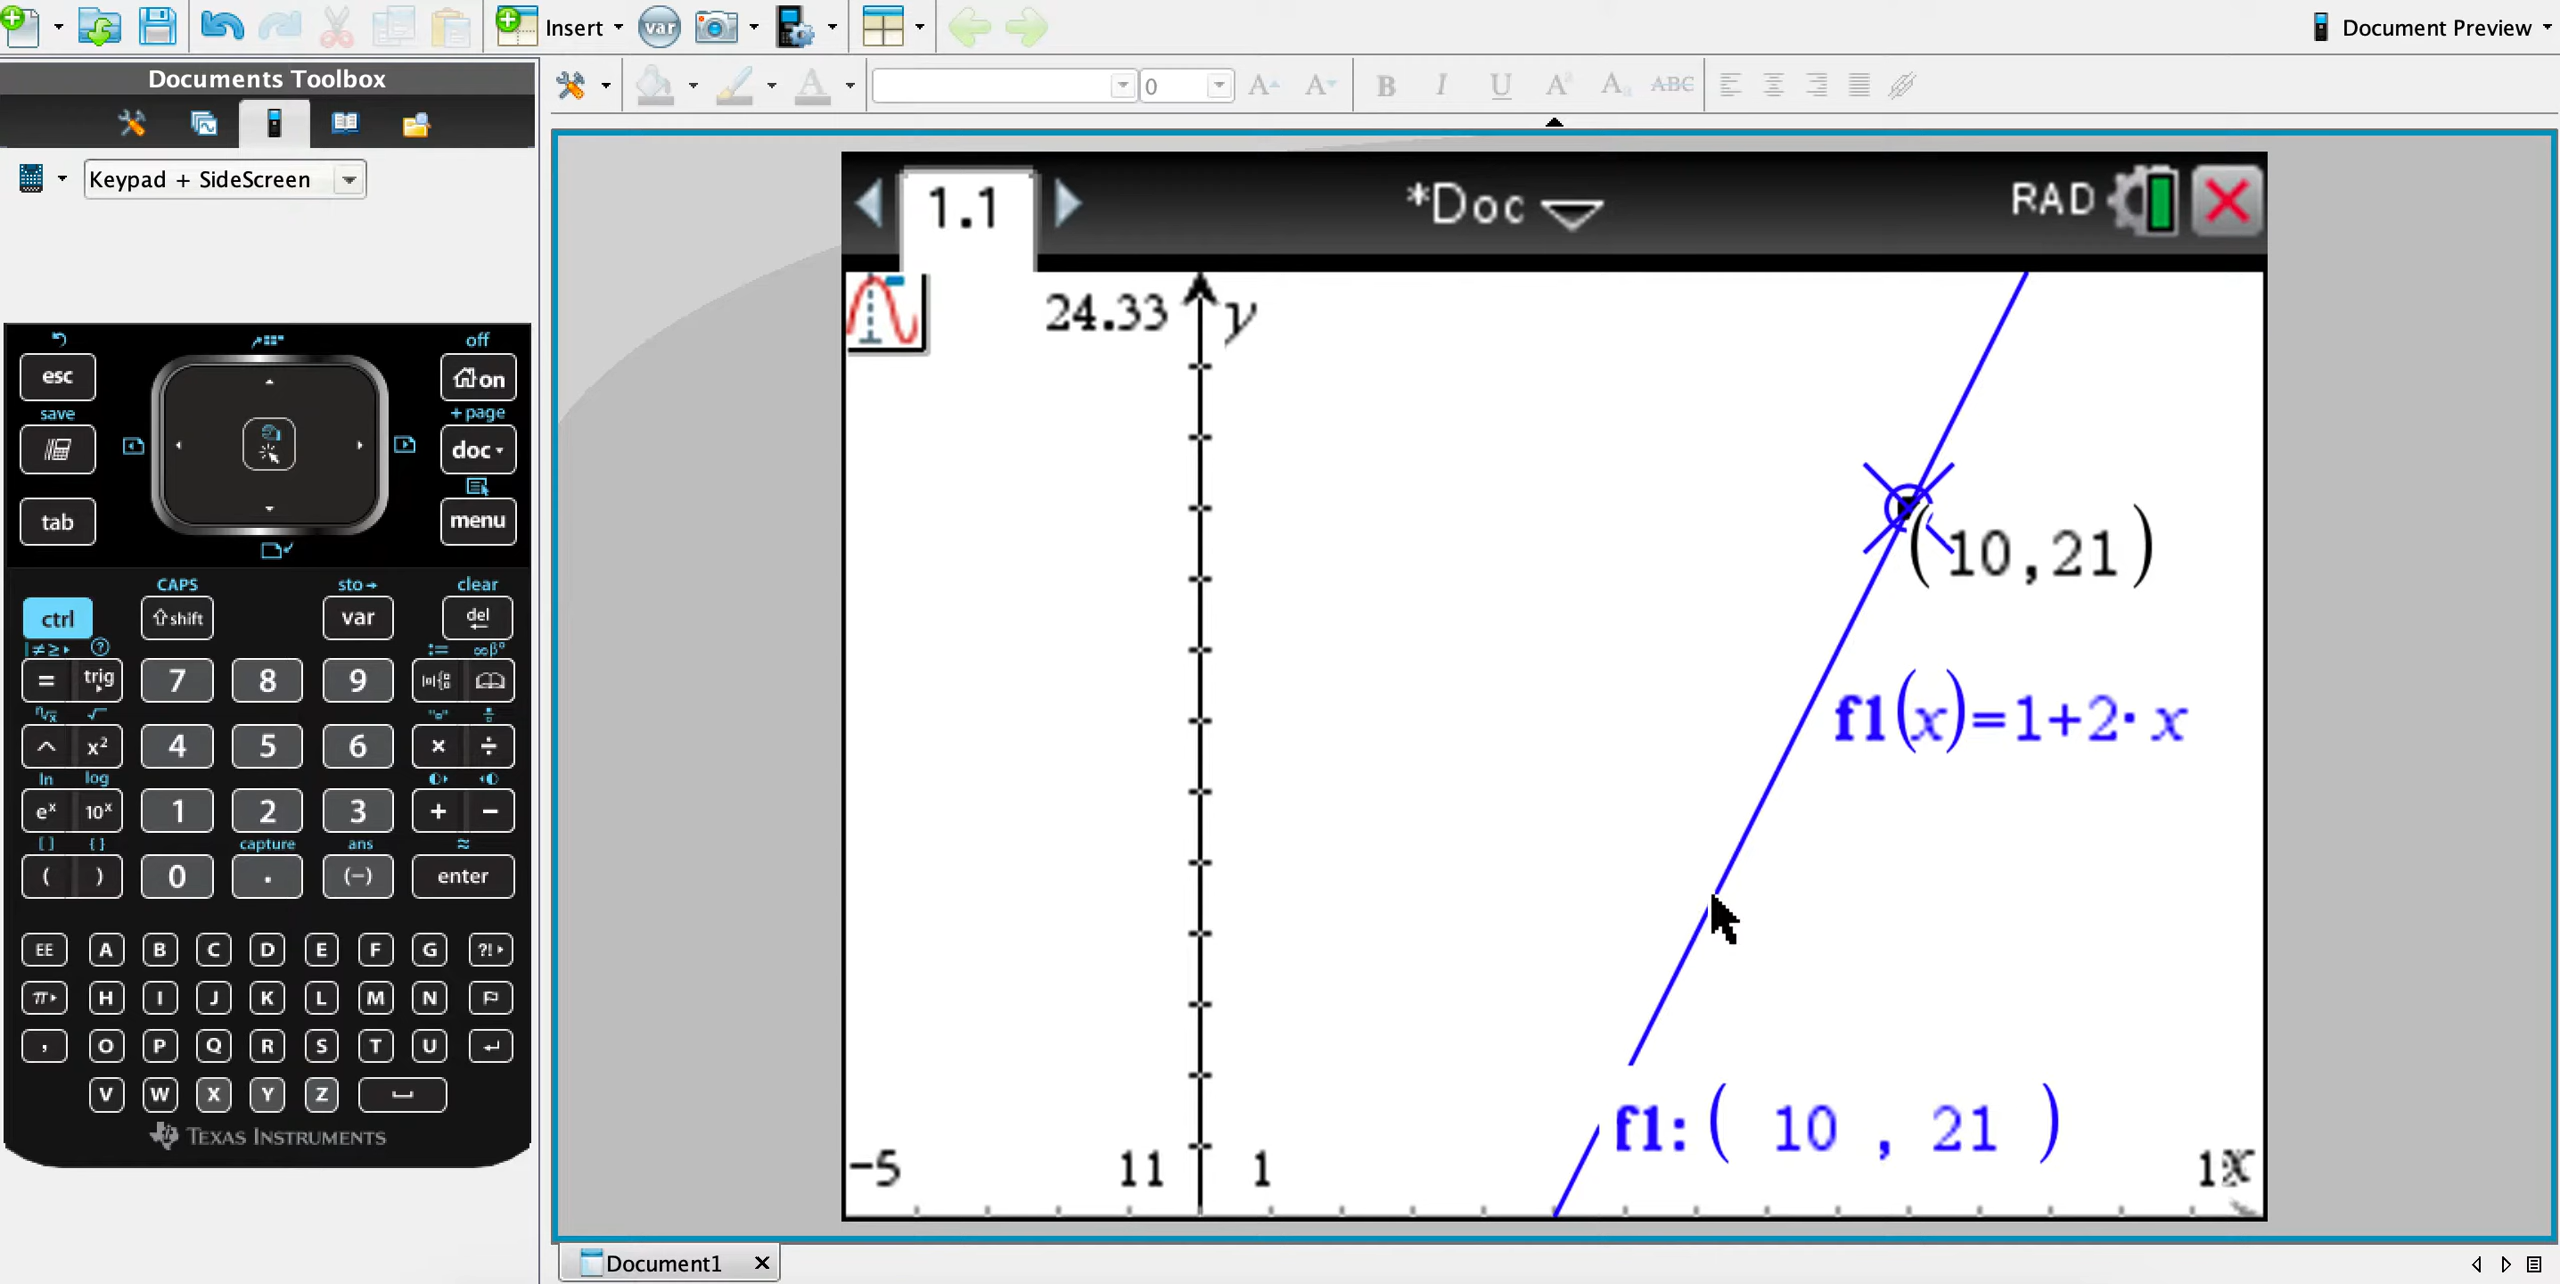 Insert
var
Document Preview
Documents Toolbox
0
A A B I U A A ABC
Keypad + SideScreen
1.1
*Doc
RAD
24.33
y
(10,21)
f1(x)=1+2· x
f1: ( 10 , 21 )
-5
11
1
x
off
esc
on
save
+ page
doc
tab
menu
CAPS
sto→
clear
ctrl
shift
var
del
|≠≥▸ ? := ∞β°
= trig 7 8 9
^ x² 4 5 6 × ÷
ln log
eˣ 10ˣ 1 2 3 + −
[ ] { } capture ans ≈
( ) 0 . (−) enter
EE A B C D E F G ?!▸
π▸ H I J K L M N
, O P Q R S T U ↵
V W X Y Z
TEXAS INSTRUMENTS
Document1